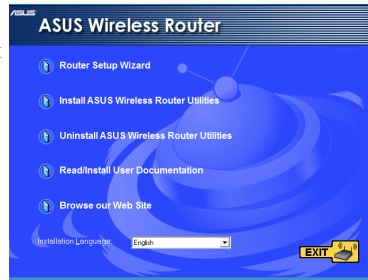 ASUS
ASUS Wireless Router
Router Setup Wizard
Install ASUS Wireless Router Utilities
Uninstall ASUS Wireless Router Utilities
Read/Install User Documentation
Browse our Web Site
Installation Language: English
EXIT